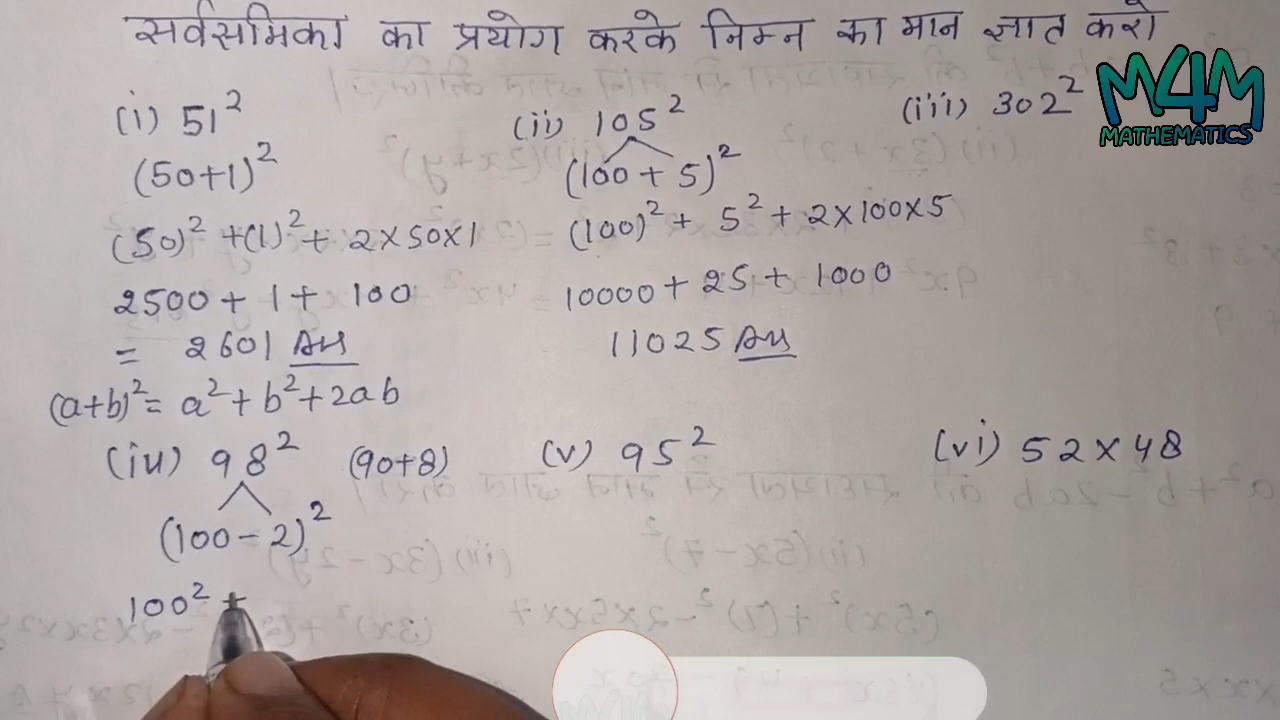 सर्वसमिका का प्रयोग करके निम्न का मान ज्ञात करो
M4M
MATHEMATICS
(i) 51²
(ii) 105²
(iii) 302²
(50+1)²
(100 + 5)²
(50)² +(1)² + 2×50×1
(100)² + 5² + 2×100×5
2500 + 1 + 100
10000 + 25 + 1000
= 2601 Ans
11025 Ans
(a+b)² = a² + b² + 2ab
(iv) 98² (90+8)
(v) 95²
(vi) 52×48
(100 - 2)²
100² +